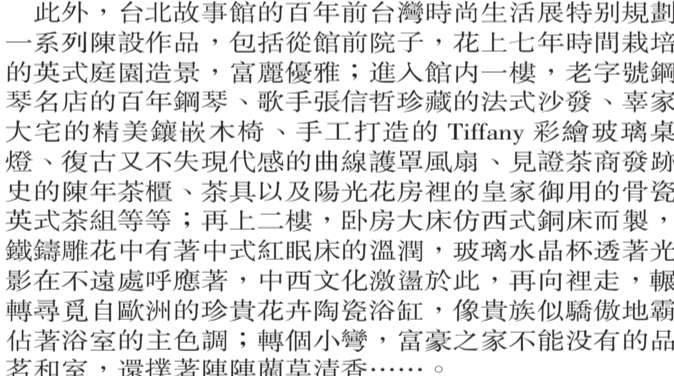 此外，台北故事館的百年前台灣時尚生活展特別規劃
一系列陳設作品，包括從館前院子，花上七年時間栽培
的英式庭園造景，富麗優雅；進入館內一樓，老字號鋼
琴名店的百年鋼琴、歌手張信哲珍藏的法式沙發、辜家
大宅的精美鑲嵌木椅、手工打造的 Tiffany 彩繪玻璃桌
燈、復古又不失現代感的曲線護罩風扇、見證茶商發跡
史的陳年茶櫃、茶具以及陽光花房裡的皇家御用的骨瓷
英式茶組等等；再上二樓，臥房大床仿西式銅床而製，
鐵鑄雕花中有著中式紅眠床的溫潤，玻璃水晶杯透著光
影在不遠處呼應著，中西文化激盪於此，再向裡走，輾
轉尋覓自歐洲的珍貴花卉陶瓷浴缸，像貴族似驕傲地霸
佔著浴室的主色調；轉個小彎，富豪之家不能沒有的品
茗和室，還撲著陣陣藺草清香⋯⋯。